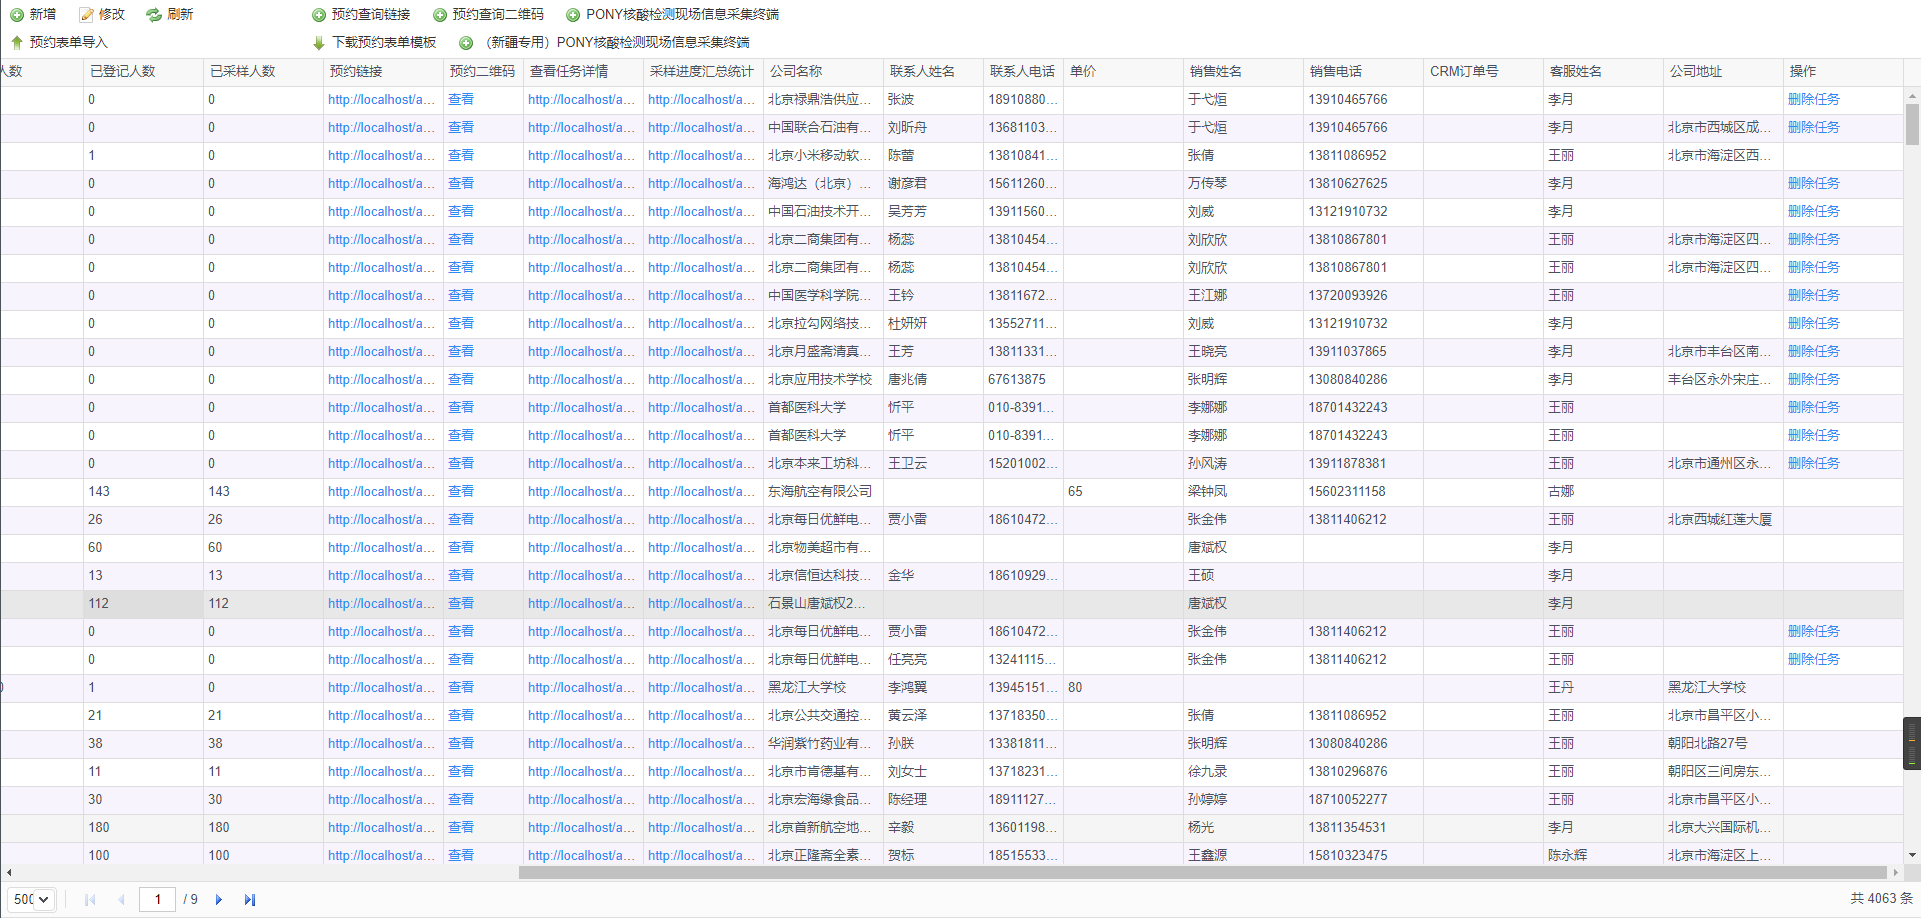 新增 修改 刷新 预约查询链接 预约查询二维码 PONY核酸检测现场信息采集终端
预约表单导入 下载预约表单模板 （新疆专用）PONY核酸检测现场信息采集终端
人数 已登记人数 已采样人数 预约链接 预约二维码 查看任务详情 采样进度汇总统计 公司名称 联系人姓名 联系人电话 单价 销售姓名 销售电话 CRM订单号 客服姓名 公司地址 操作
0 0 http://localhost/a... 查看 http://localhost/a... http://localhost/a... 北京禄鼎浩供应... 张波 18910880... 于弋烜 13910465766 李月 删除任务
0 0 http://localhost/a... 查看 http://localhost/a... http://localhost/a... 中国联合石油有... 刘昕舟 13681103... 于弋烜 13910465766 李月 北京市西城区成... 删除任务
1 0 http://localhost/a... 查看 http://localhost/a... http://localhost/a... 北京小米移动软... 陈蕾 13810841... 张倩 13811086952 王丽 北京市海淀区西...
0 0 http://localhost/a... 查看 http://localhost/a... http://localhost/a... 海鸿达（北京）... 谢彦君 15611260... 万传琴 13810627625 李月 删除任务
0 0 http://localhost/a... 查看 http://localhost/a... http://localhost/a... 中国石油技术开... 吴芳芳 13911560... 刘威 13121910732 李月 删除任务
0 0 http://localhost/a... 查看 http://localhost/a... http://localhost/a... 北京二商集团有... 杨蕊 13810454... 刘欣欣 13810867801 王丽 北京市海淀区四... 删除任务
0 0 http://localhost/a... 查看 http://localhost/a... http://localhost/a... 北京二商集团有... 杨蕊 13810454... 刘欣欣 13810867801 王丽 北京市海淀区四... 删除任务
0 0 http://localhost/a... 查看 http://localhost/a... http://localhost/a... 中国医学科学院... 王钤 13811672... 王江娜 13720093926 王丽 删除任务
0 0 http://localhost/a... 查看 http://localhost/a... http://localhost/a... 北京拉勾网络技... 杜妍妍 13552711... 刘威 13121910732 李月 删除任务
0 0 http://localhost/a... 查看 http://localhost/a... http://localhost/a... 北京月盛斋清真... 王芳 13811331... 王晓亮 13911037865 李月 北京市丰台区南... 删除任务
0 0 http://localhost/a... 查看 http://localhost/a... http://localhost/a... 北京应用技术学校 唐兆倩 67613875 张明辉 13080840286 李月 丰台区永外宋庄... 删除任务
0 0 http://localhost/a... 查看 http://localhost/a... http://localhost/a... 首都医科大学 忻平 010-8391... 李娜娜 18701432243 王丽 删除任务
0 0 http://localhost/a... 查看 http://localhost/a... http://localhost/a... 首都医科大学 忻平 010-8391... 李娜娜 18701432243 王丽 删除任务
0 0 http://localhost/a... 查看 http://localhost/a... http://localhost/a... 北京本来工坊科... 王卫云 15201002... 孙风涛 13911878381 王丽 北京市通州区永... 删除任务
143 143 http://localhost/a... 查看 http://localhost/a... http://localhost/a... 东海航空有限公司 65 梁钟凤 15602311158 古娜
26 26 http://localhost/a... 查看 http://localhost/a... http://localhost/a... 北京每日优鲜电... 贾小雷 18610472... 张金伟 13811406212 王丽 北京西城红莲大厦
60 60 http://localhost/a... 查看 http://localhost/a... http://localhost/a... 北京物美超市有... 唐斌权 李月
13 13 http://localhost/a... 查看 http://localhost/a... http://localhost/a... 北京信恒达科技... 金华 18610929... 王硕 李月
112 112 http://localhost/a... 查看 http://localhost/a... http://localhost/a... 石景山唐斌权2... 唐斌权 李月
0 0 http://localhost/a... 查看 http://localhost/a... http://localhost/a... 北京每日优鲜电... 贾小雷 18610472... 张金伟 13811406212 王丽 删除任务
0 0 http://localhost/a... 查看 http://localhost/a... http://localhost/a... 北京每日优鲜电... 任亮亮 13241115... 张金伟 13811406212 王丽 删除任务
1 0 http://localhost/a... 查看 http://localhost/a... http://localhost/a... 黑龙江大学校 李鸿翼 13945151... 80 王丹 黑龙江大学校
21 21 http://localhost/a... 查看 http://localhost/a... http://localhost/a... 北京公共交通控... 黄云泽 13718350... 张倩 13811086952 王丽 北京市昌平区小...
38 38 http://localhost/a... 查看 http://localhost/a... http://localhost/a... 华润紫竹药业有... 孙朕 13381811... 张明辉 13080840286 王丽 朝阳北路27号
11 11 http://localhost/a... 查看 http://localhost/a... http://localhost/a... 北京市肯德基有... 刘女士 13718231... 徐九录 13810296876 王丽 朝阳区三间房东...
30 30 http://localhost/a... 查看 http://localhost/a... http://localhost/a... 北京宏海缘食品... 陈经理 18911127... 孙婷婷 18710052277 王丽 北京市昌平区小...
180 180 http://localhost/a... 查看 http://localhost/a... http://localhost/a... 北京首新航空地... 辛毅 13601198... 杨光 13811354531 李月 北京大兴国际机...
100 100 http://localhost/a... 查看 http://localhost/a... http://localhost/a... 北京正隆斋全素... 贺标 18515533... 王鑫源 15810323475 陈永辉 北京市海淀区上...
500 1 / 9 共 4063 条